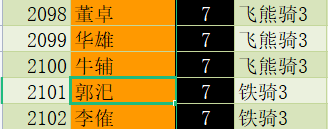 2098 董卓 7 飞熊骑3
2099 华雄 7 飞熊骑3
2100 牛辅 7 飞熊骑3
2101 郭汜 7 铁骑3
2102 李傕 7 铁骑3